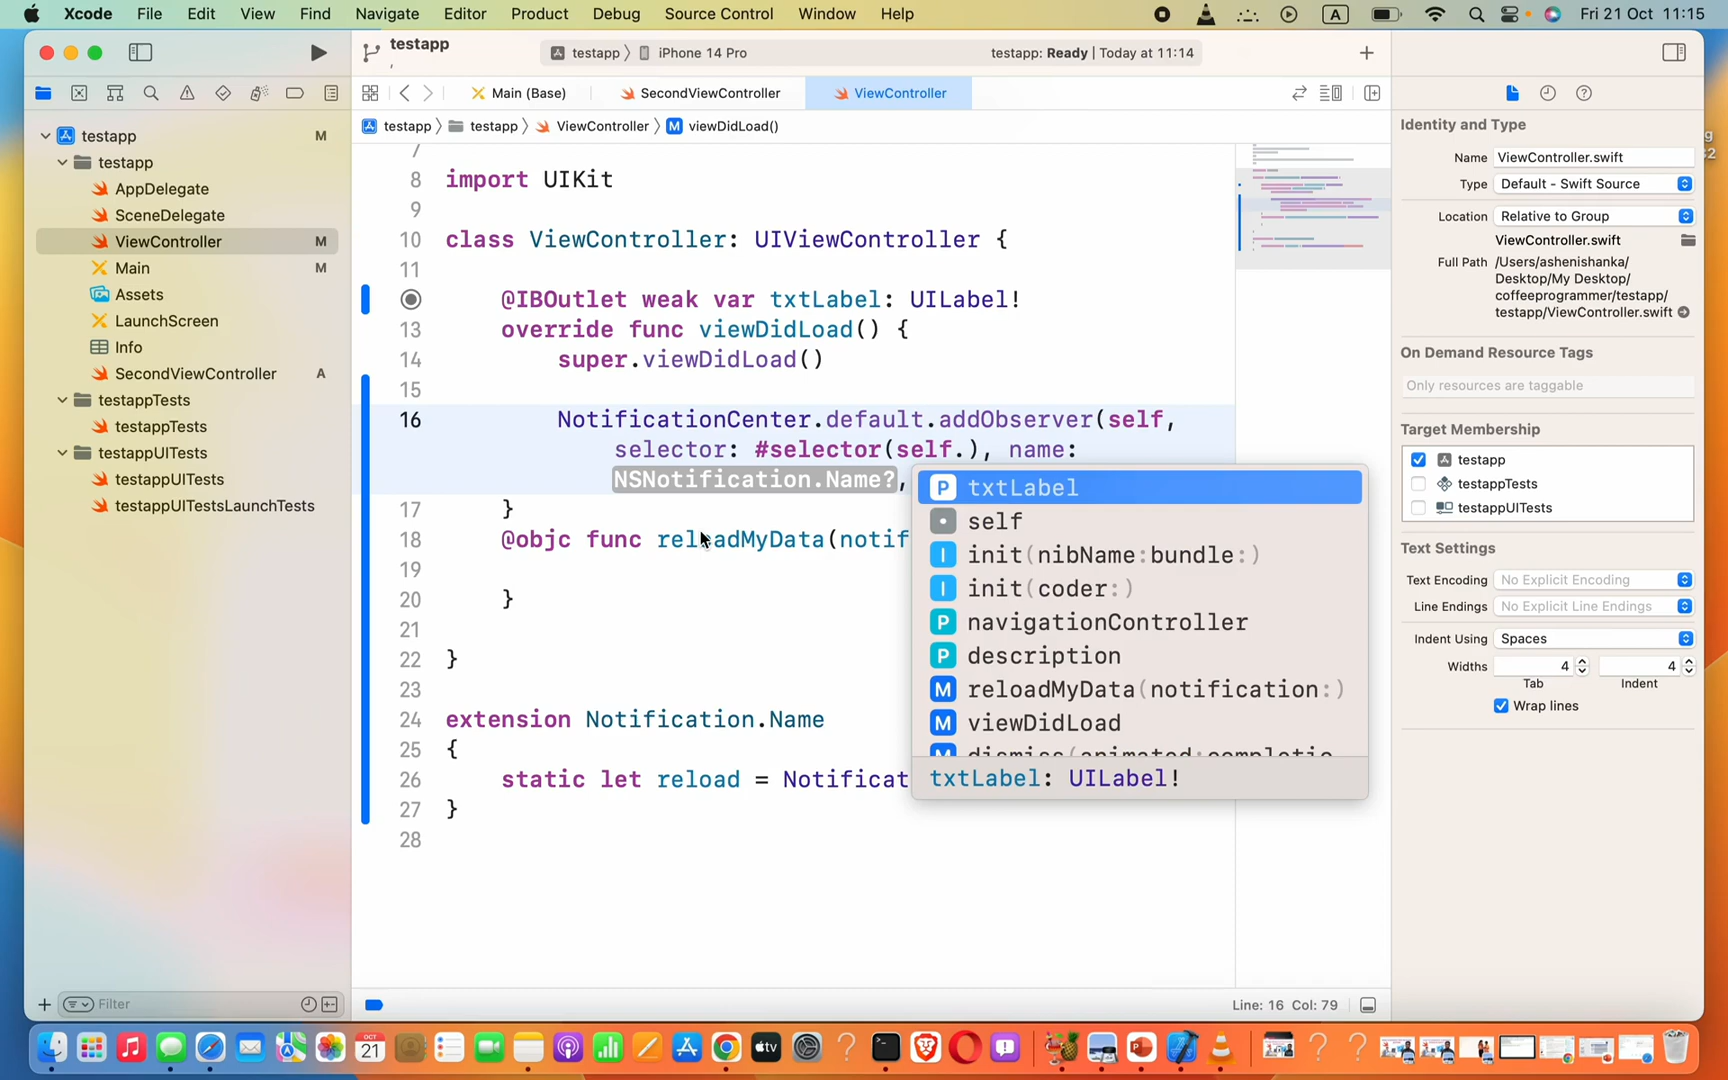 Xcode File Edit View Find Navigate Editor Product Debug Source Control Window Help A Fri 21 Oct 11:15
testapp
testapp iPhone 14 Pro testapp: Ready | Today at 11:14
Main (Base) SecondViewController ViewController
testapp testapp ViewController M viewDidLoad()
testapp M
testapp
AppDelegate
SceneDelegate
ViewController M
Main M
Assets
LaunchScreen
Info
SecondViewController A
testappTests
testappTests
testappUITests
testappUITests
testappUITestsLaunchTests
Filter
7
8 import UIKit
9
10 class ViewController: UIViewController {
11
@IBOutlet weak var txtLabel: UILabel!
13 override func viewDidLoad() {
14 super.viewDidLoad()
15
16 NotificationCenter.default.addObserver(self,
selector: #selector(self.), name:
NSNotification.Name?,
17 }
18 @objc func reloadMyData(notif
19
20 }
21
22 }
23
24 extension Notification.Name
25 {
26 static let reload = Notificat
27 }
28
P txtLabel
self
I init(nibName:bundle:)
I init(coder:)
P navigationController
P description
M reloadMyData(notification:)
M viewDidLoad
M dismiss(animated:completio
txtLabel: UILabel!
Line: 16 Col: 79
Identity and Type
Name ViewController.swift
Type Default - Swift Source
Location Relative to Group
ViewController.swift
Full Path /Users/ashenishanka/
Desktop/My Desktop/
coffeeprogrammer/testapp/
testapp/ViewController.swift
On Demand Resource Tags
Only resources are taggable
Target Membership
testapp
testappTests
testappUITests
Text Settings
Text Encoding No Explicit Encoding
Line Endings No Explicit Line Endings
Indent Using Spaces
Widths 4 4
Tab Indent
Wrap lines
g
2
OCT
21
tv